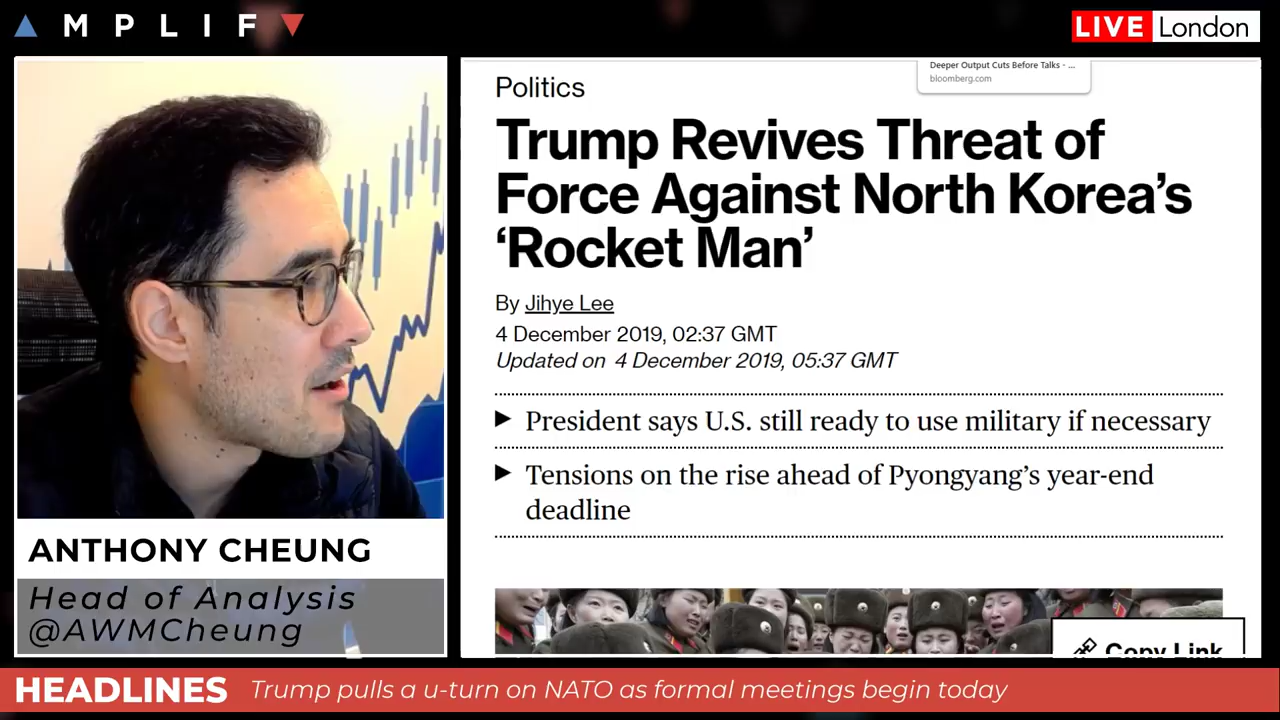 AMPLIFY
LIVE London
Deeper Output Cuts Before Talks - ...
bloomberg.com
Politics
Trump Revives Threat of
Force Against North Korea’s
‘Rocket Man’
By Jihye Lee
4 December 2019, 02:37 GMT
Updated on 4 December 2019, 05:37 GMT
President says U.S. still ready to use military if necessary
Tensions on the rise ahead of Pyongyang’s year-end
deadline
Copy Link
ANTHONY CHEUNG
Head of Analysis
@AWMCheung
HEADLINES Trump pulls a u-turn on NATO as formal meetings begin today